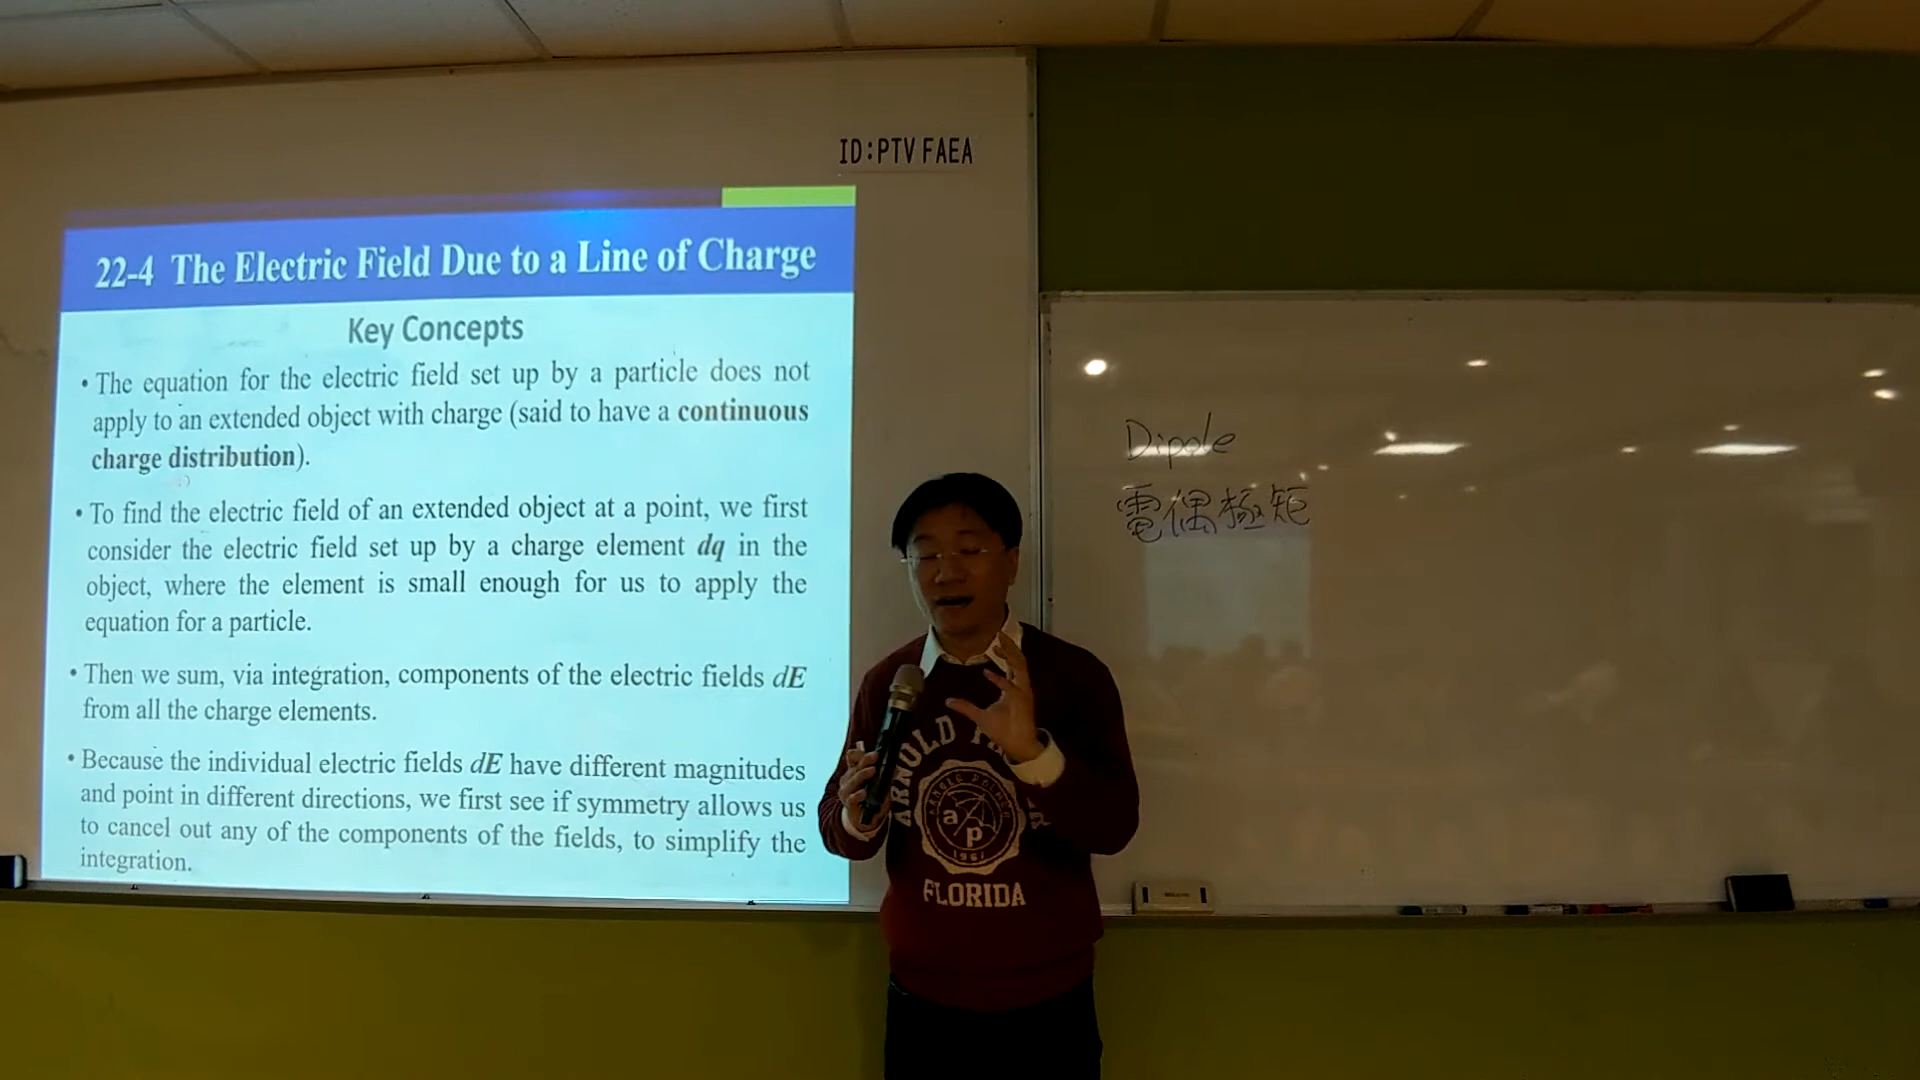 ID:PTV FAEA
22-4 The Electric Field Due to a Line of Charge
Key Concepts
• The equation for the electric field set up by a particle does not
apply to an extended object with charge (said to have a continuous
charge distribution).
• To find the electric field of an extended object at a point, we first
consider the electric field set up by a charge element dq in the
object, where the element is small enough for us to apply the
equation for a particle.
• Then we sum, via integration, components of the electric fields dE
from all the charge elements.
• Because the individual electric fields dE have different magnitudes
and point in different directions, we first see if symmetry allows us
to cancel out any of the components of the fields, to simplify the
integration.
Dipole
電偶極矩
ARNOLD
ap
1961
FLORIDA